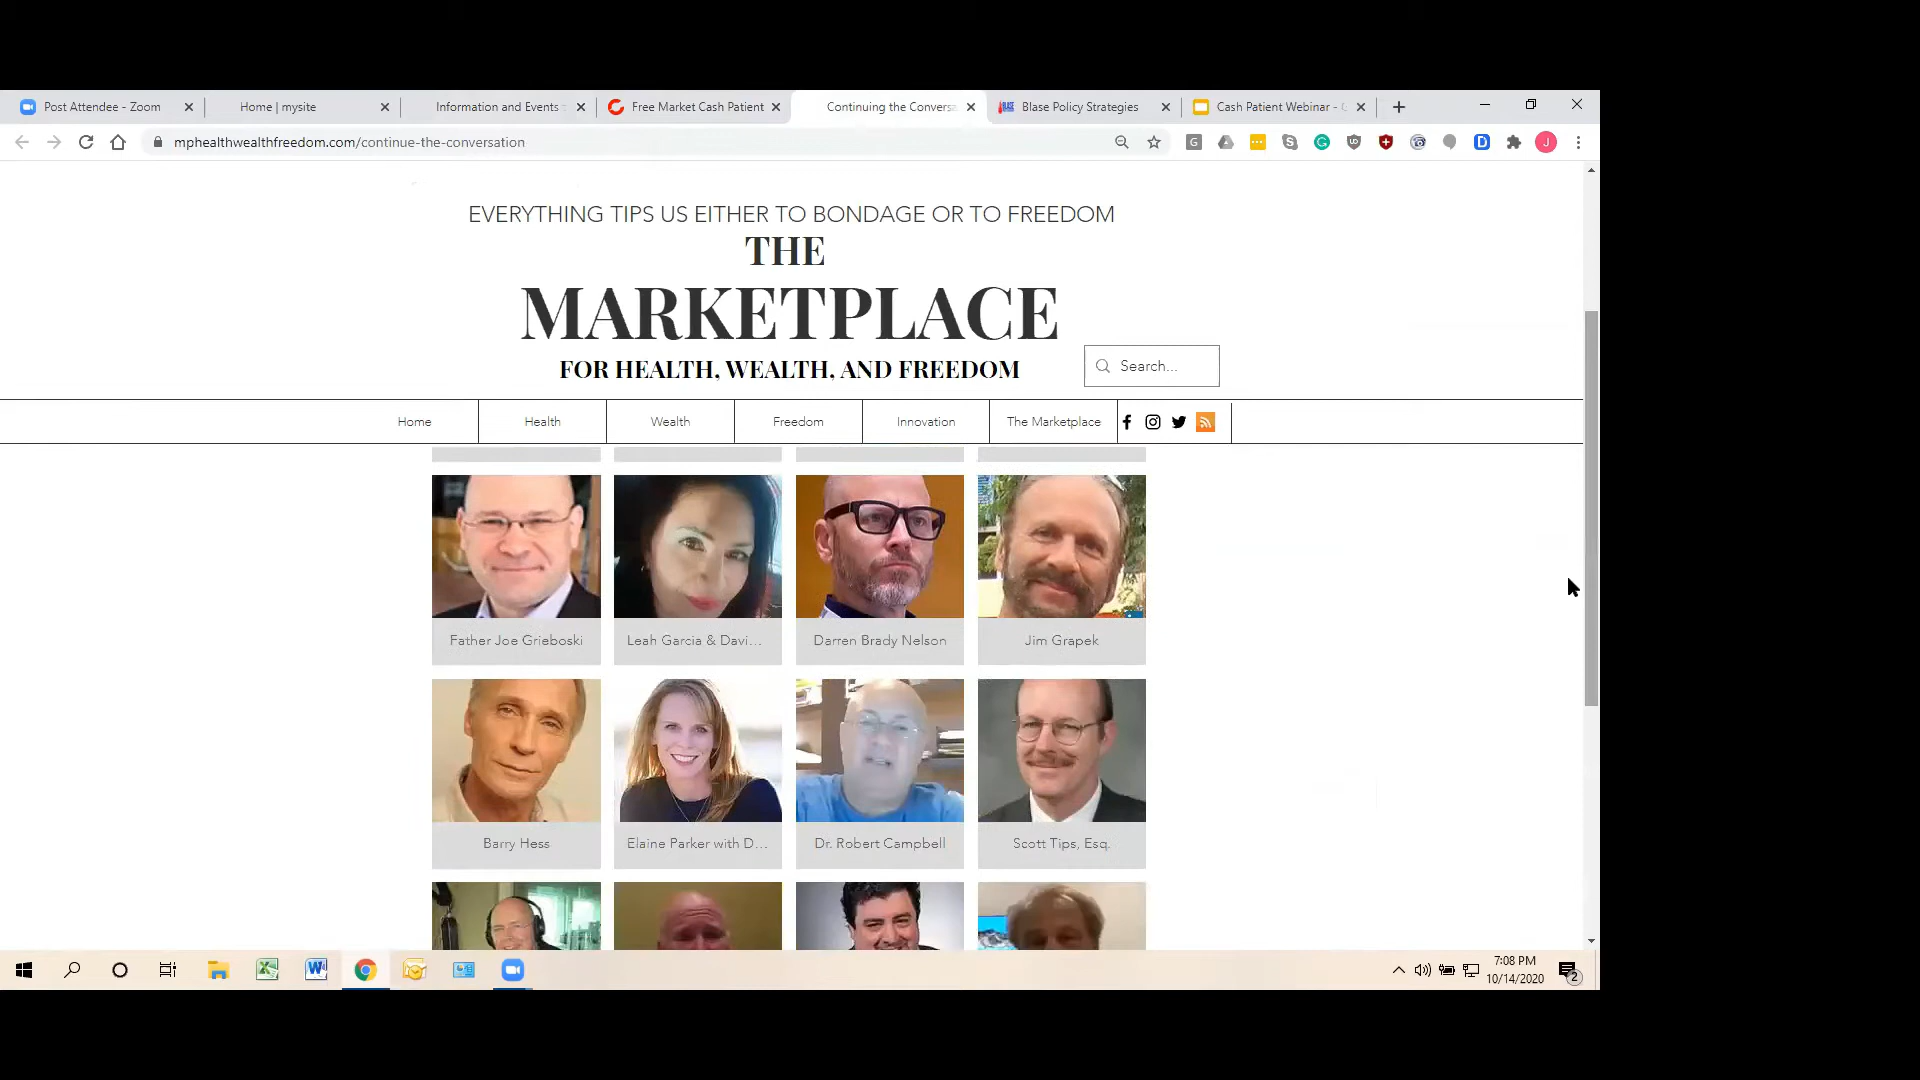 Post Attendee - Zoom
Home | mysite
Information and Events
Free Market Cash Patient
Continuing the Conversa
Blase Policy Strategies
Cash Patient Webinar -
mphealthwealthfreedom.com/continue-the-conversation
EVERYTHING TIPS US EITHER TO BONDAGE OR TO FREEDOM
THE
MARKETPLACE
FOR HEALTH, WEALTH, AND FREEDOM
Search...
Home
Health
Wealth
Freedom
Innovation
The Marketplace
Father Joe Grieboski
Leah Garcia & Davi...
Darren Brady Nelson
Jim Grapek
Barry Hess
Elaine Parker with D...
Dr. Robert Campbell
Scott Tips, Esq.
7:08 PM
10/14/2020
2